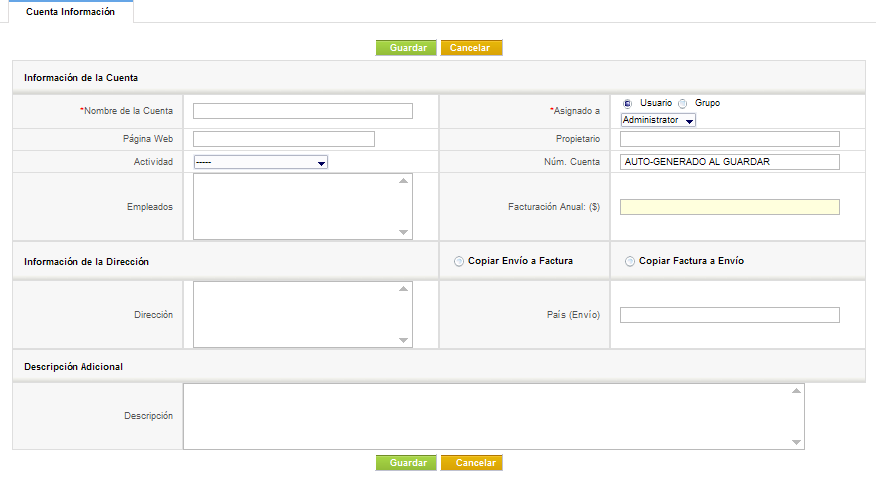 Cuenta Información
Guardar Cancelar
Información de la Cuenta
*Nombre de la Cuenta *Asignado a Usuario Grupo
Administrator
Página Web Propietario
Actividad ----- Núm. Cuenta AUTO-GENERADO AL GUARDAR
Empleados Facturación Anual: ($)
Información de la Dirección Copiar Envío a Factura Copiar Factura a Envío
Dirección País (Envío)
Descripción Adicional
Descripción
Guardar Cancelar